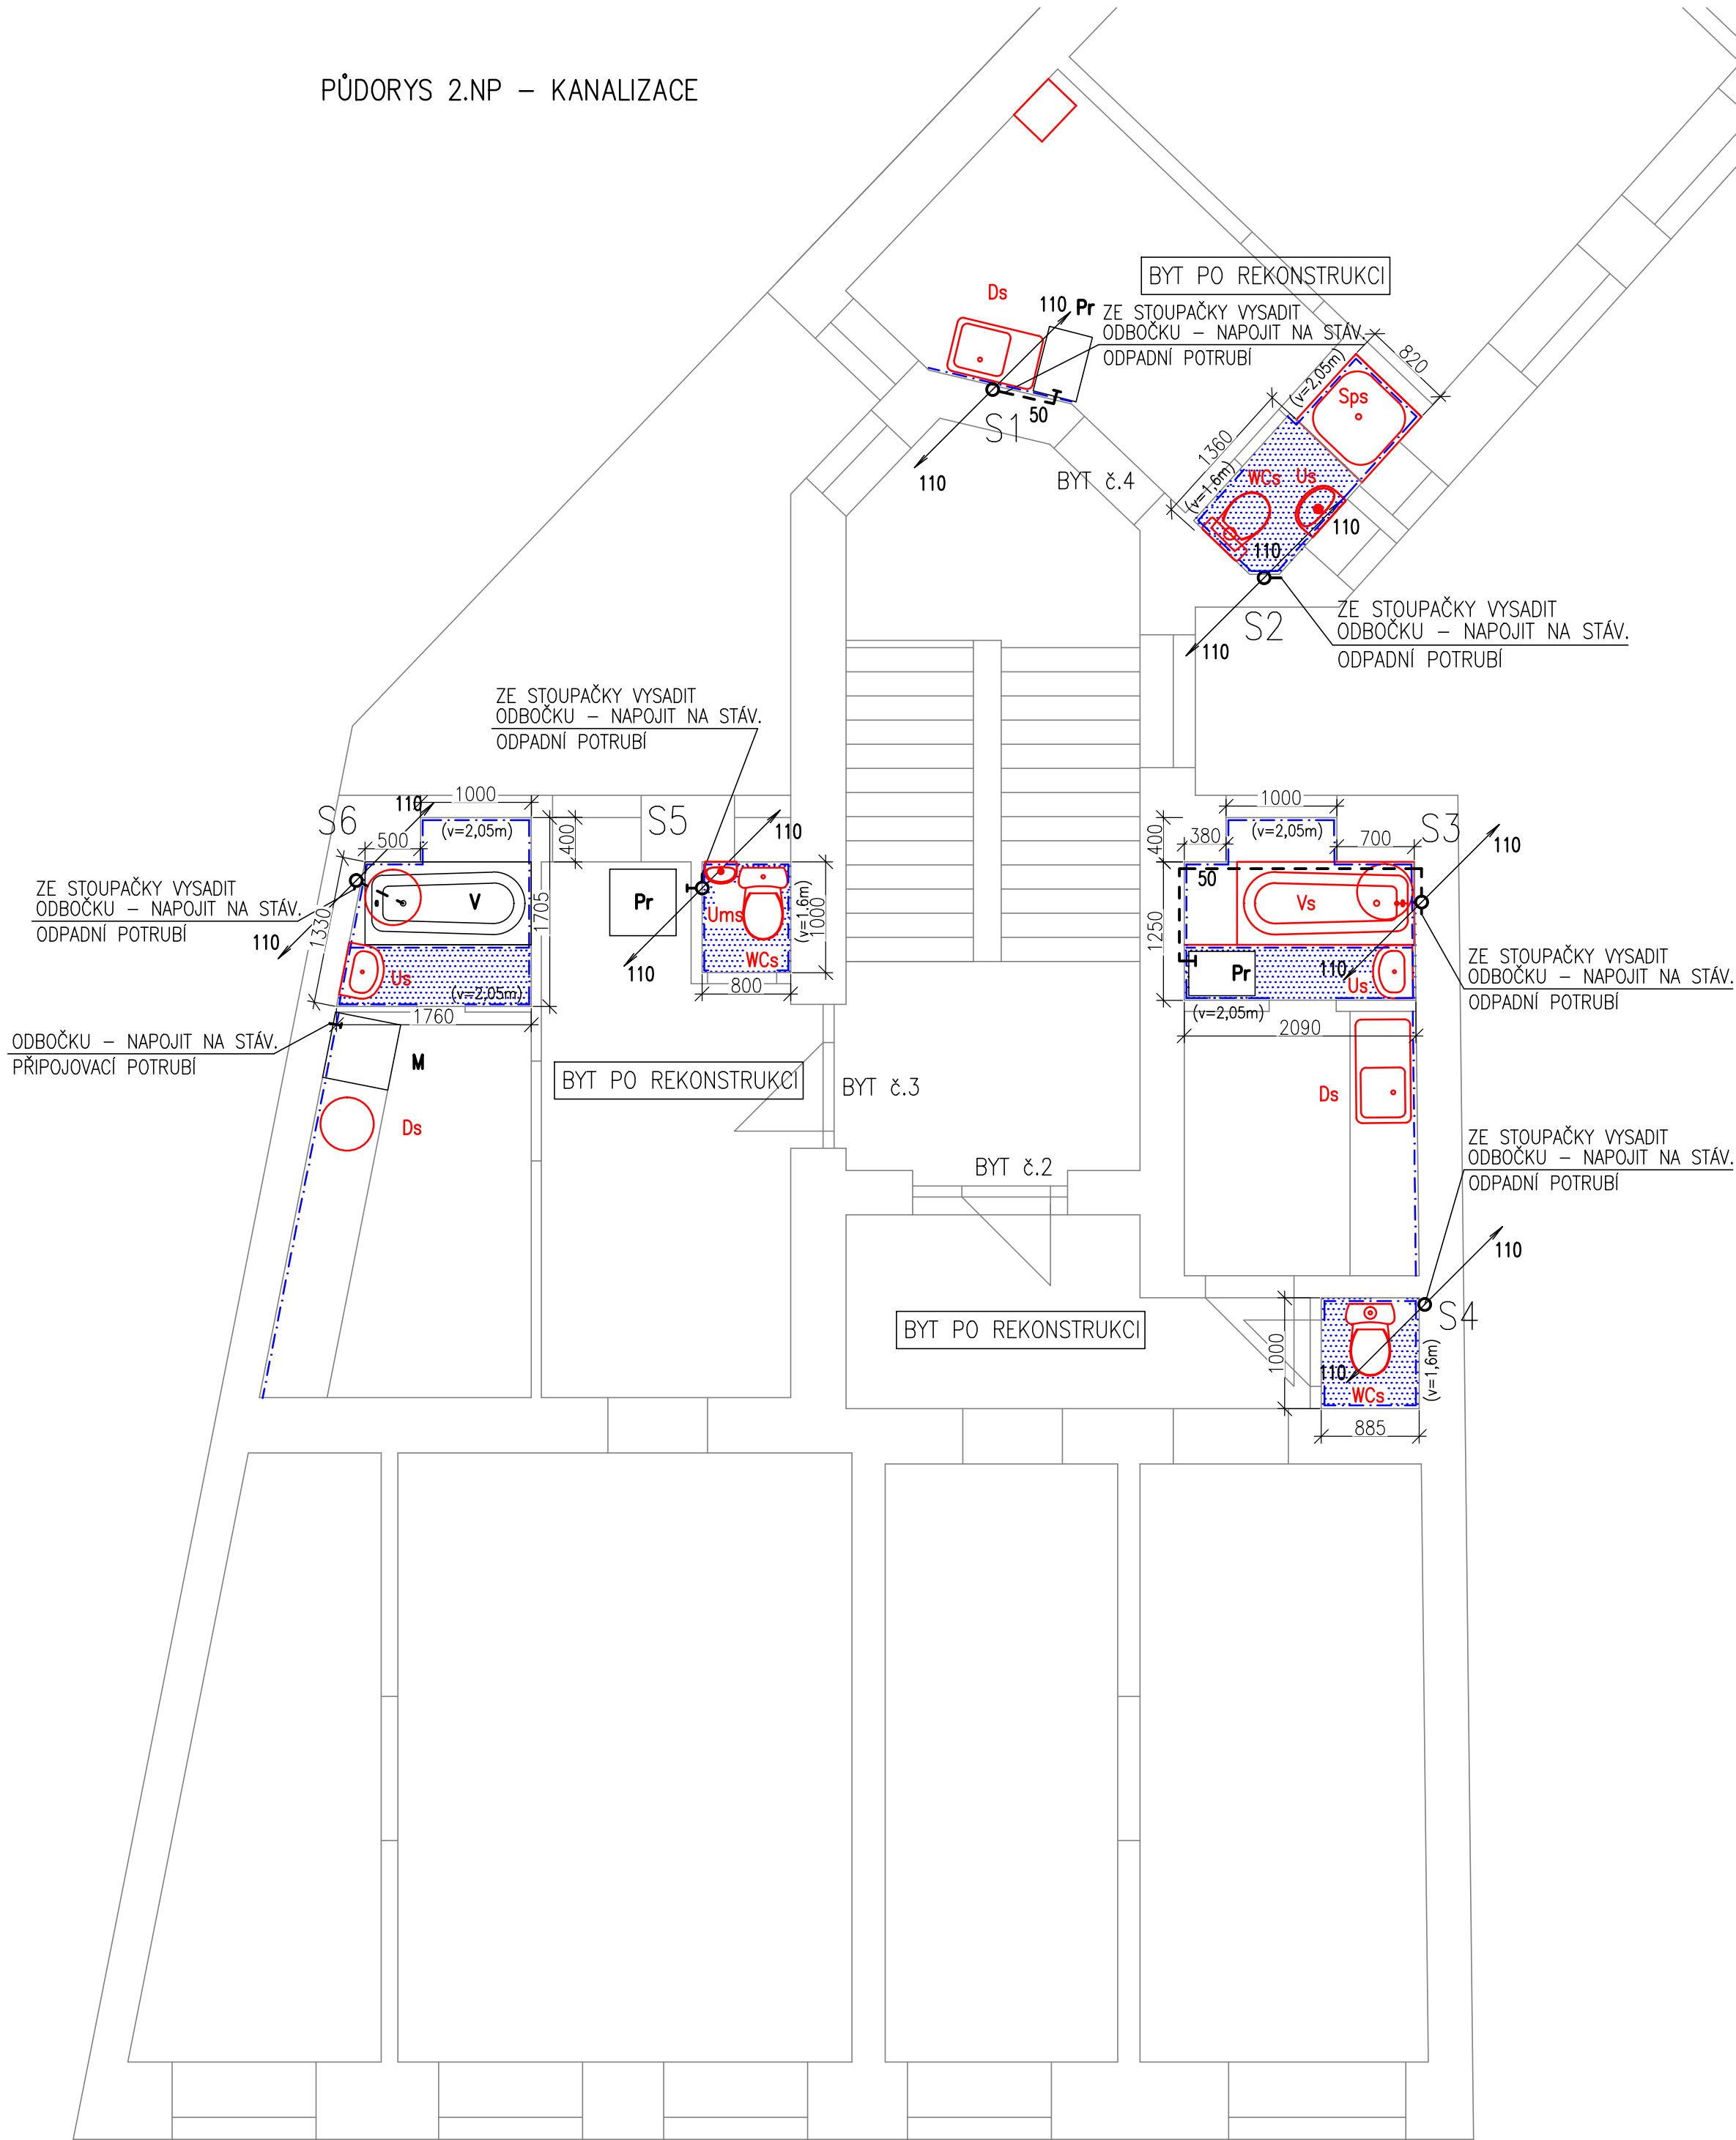 PŮDORYS 2.NP – KANALIZACE
BYT PO REKONSTRUKCI
Ds
110
Pr
ZE STOUPAČKY VYSADIT
ODBOČKU – NAPOJIT NA STÁV.
ODPADNÍ POTRUBÍ
820
(v=2,05m)
Sps
50
S1
1360
110
BYT č.4
(v=1,6m)
WCs
Us
110
110
S2
110
ZE STOUPAČKY VYSADIT
ODBOČKU – NAPOJIT NA STÁV.
ODPADNÍ POTRUBÍ
ZE STOUPAČKY VYSADIT
ODBOČKU – NAPOJIT NA STÁV.
ODPADNÍ POTRUBÍ
S6
110
1000
(v=2,05m)
500
400
S5
110
1000
(v=2,05m)
400
380
700
S3
110
ZE STOUPAČKY VYSADIT
ODBOČKU – NAPOJIT NA STÁV.
ODPADNÍ POTRUBÍ
1330
110
V
1705
Pr
Ums
(v=1.6m)
1000
WCs
110
800
50
Vs
1250
Pr
110
Us
ZE STOUPAČKY VYSADIT
ODBOČKU – NAPOJIT NA STÁV.
ODPADNÍ POTRUBÍ
Us
(v=2,05m)
1760
(v=2,05m)
2090
ODBOČKU – NAPOJIT NA STÁV.
PŘIPOJOVACÍ POTRUBÍ
M
BYT PO REKONSTRUKCI
BYT č.3
Ds
Ds
BYT č.2
ZE STOUPAČKY VYSADIT
ODBOČKU – NAPOJIT NA STÁV.
ODPADNÍ POTRUBÍ
110
BYT PO REKONSTRUKCI
1000
S4
110
WCs
(v=1,6m)
885